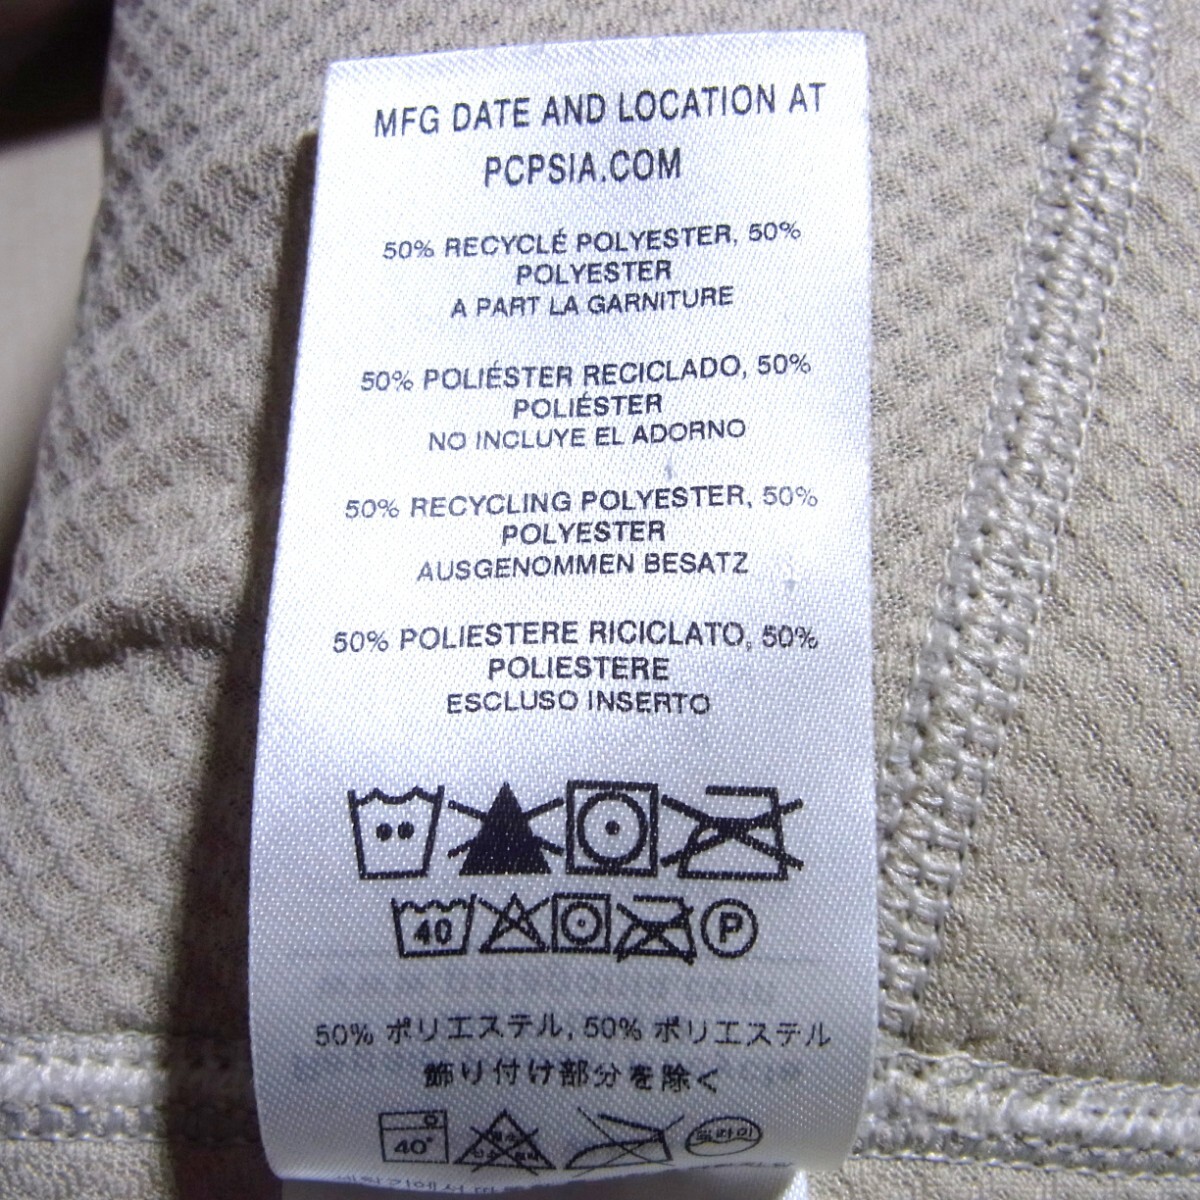 MFG DATE AND LOCATION AT
PCPSIA.COM
50% RECYCLÉ POLYESTER, 50%
POLYESTER
A PART LA GARNITURE
50% POLIÉSTER RECICLADO, 50%
POLIÉSTER
NO INCLUYE EL ADORNO
50% RECYCLING POLYESTER, 50%
POLYESTER
AUSGENOMMEN BESATZ
50% POLIESTERE RICICLATO, 50%
POLIESTERE
ESCLUSO INSERTO
40 P
50% ポリエステル, 50% ポリエステル
飾り付け部分を除く
40° 드라이